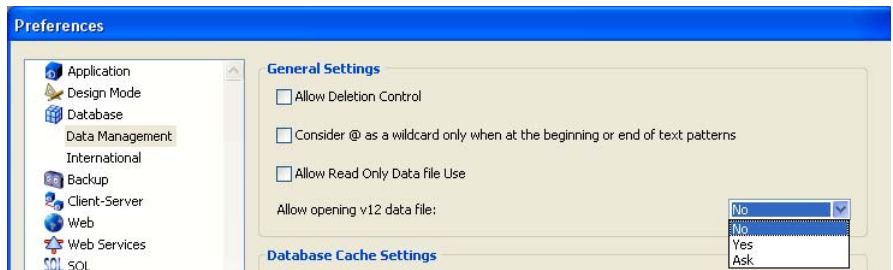 Preferences
Application
Design Mode
Database
Data Management
International
Backup
Client-Server
Web
Web Services
SQL SQL
General Settings
Allow Deletion Control
Consider @ as a wildcard only when at the beginning or end of text patterns
Allow Read Only Data file Use
Allow opening v12 data file:
No
No
Yes
Ask
Database Cache Settings